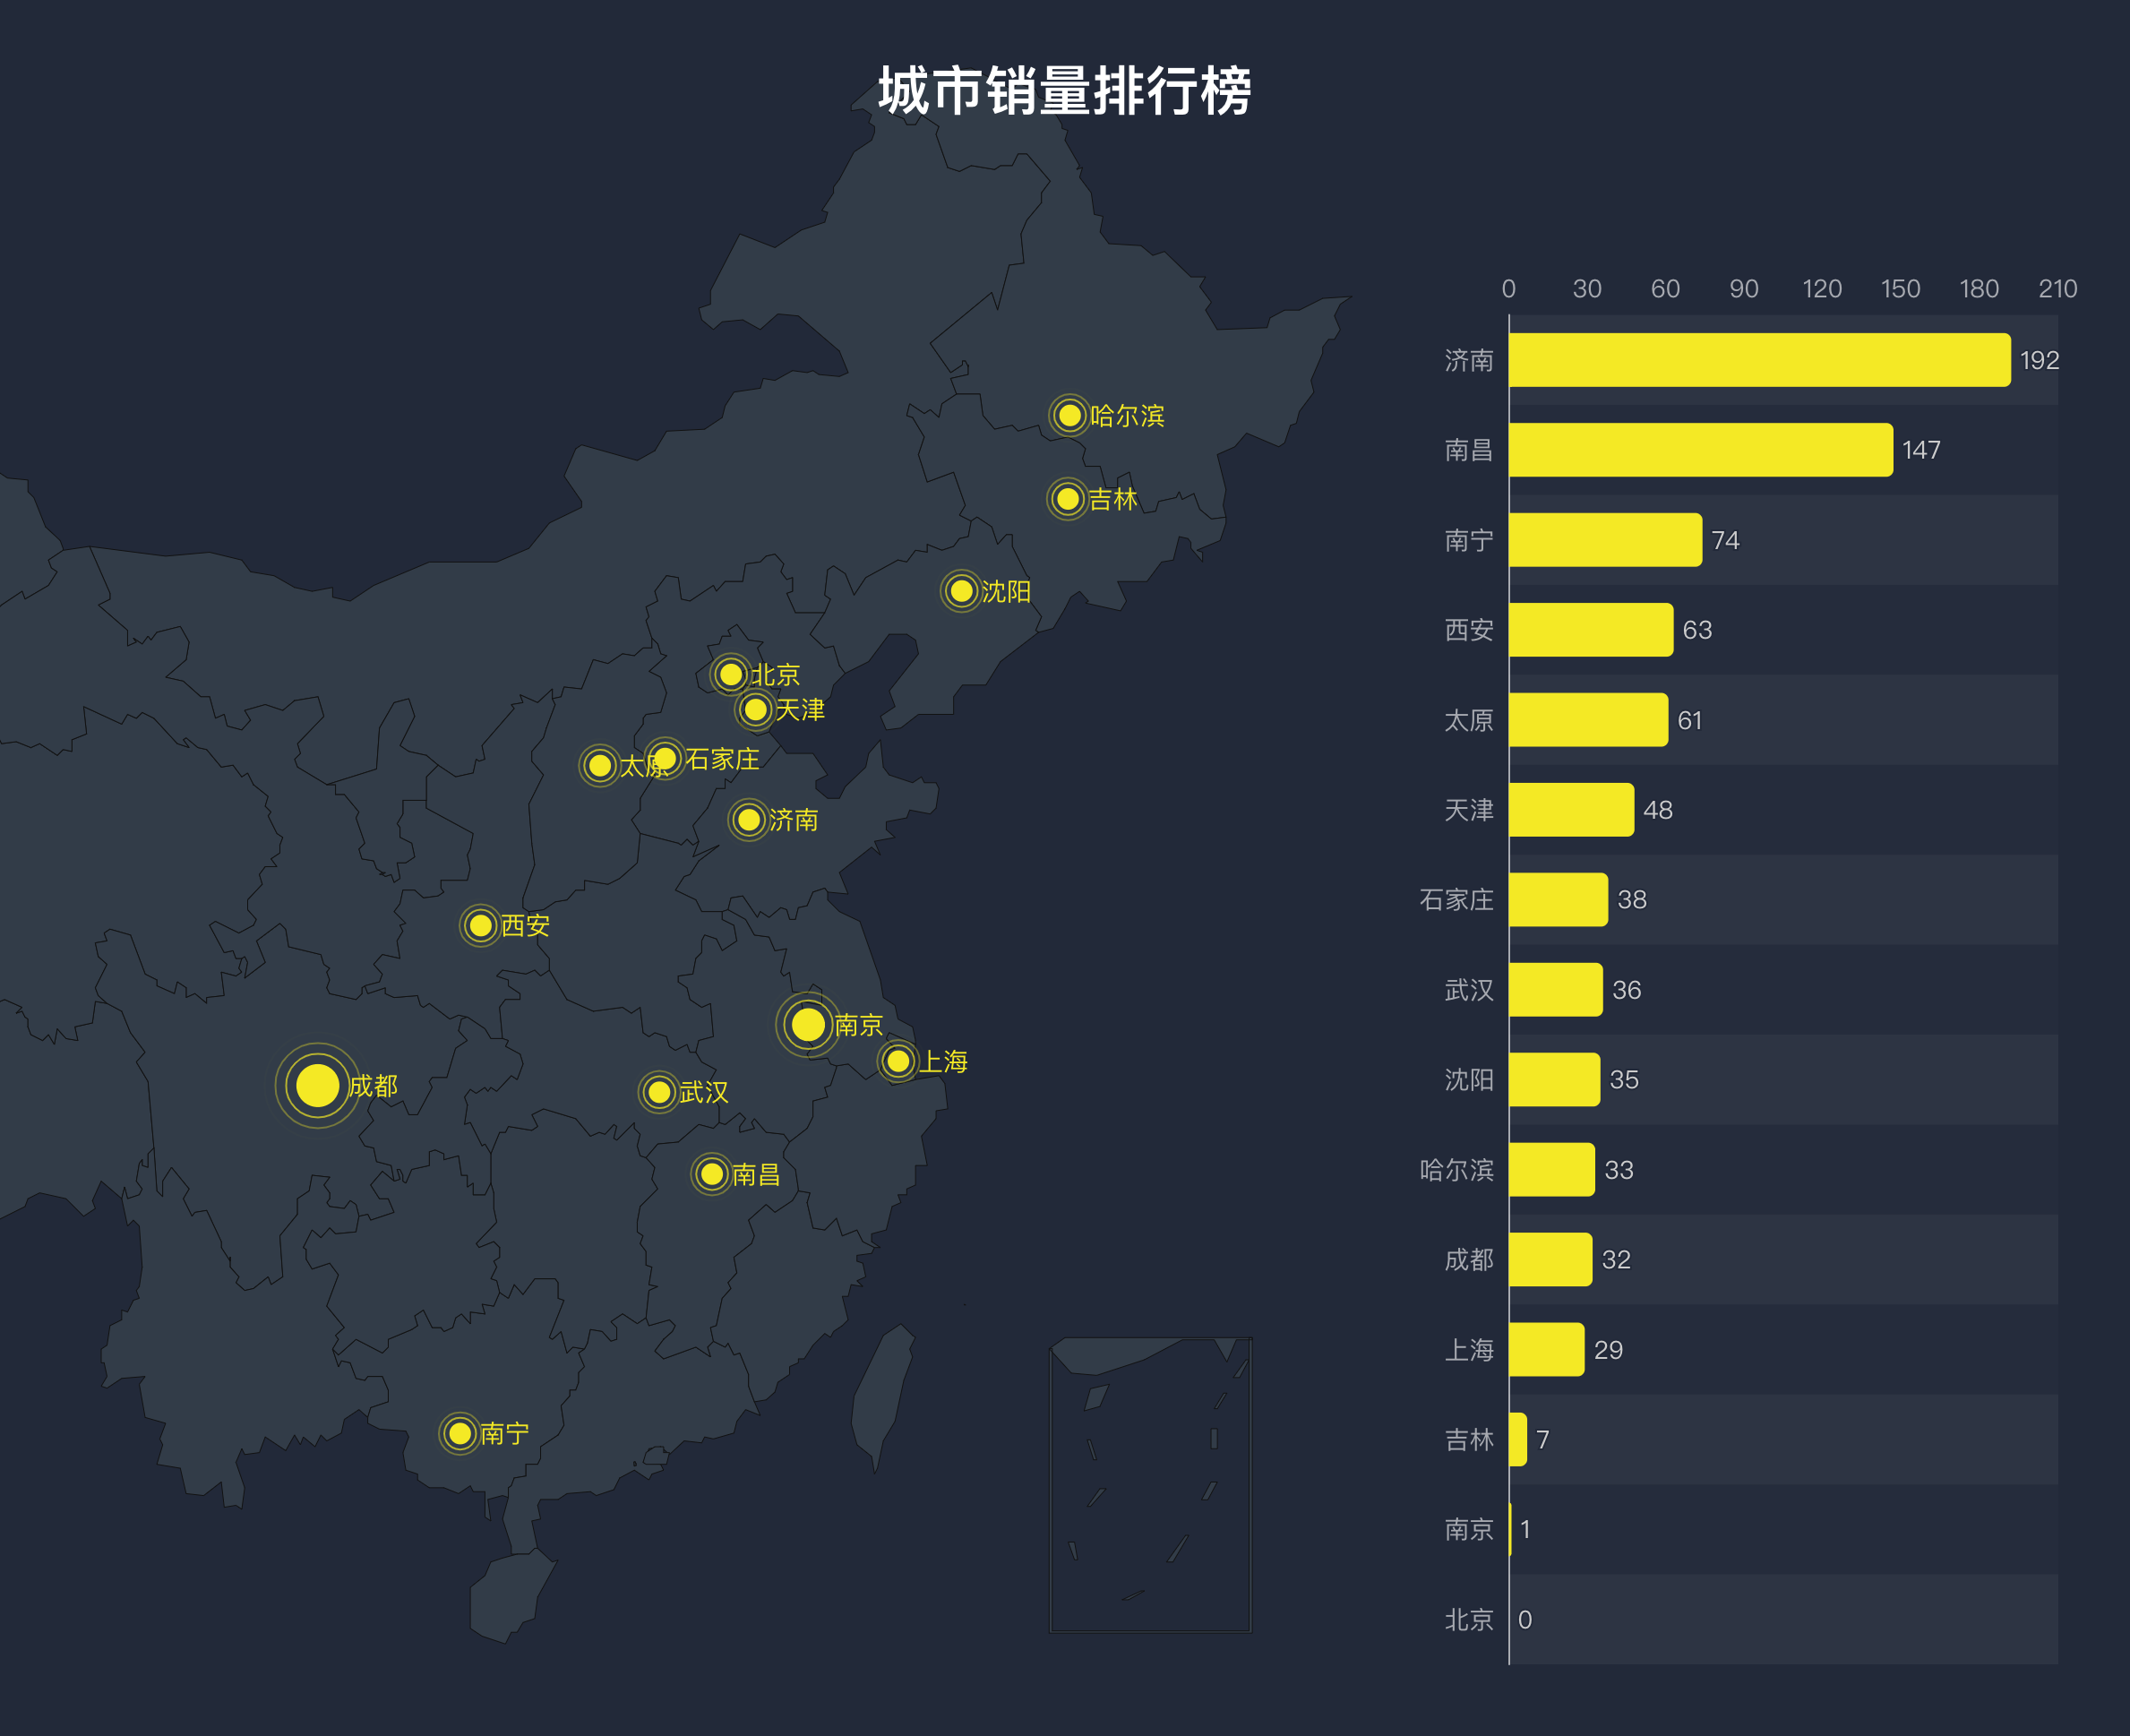 城市销量排行榜
哈尔滨
吉林
沈阳
北京
天津
石家庄
太原
济南
西安
南京
上海
成都
武汉
南昌
南宁
0 30 60 90 120 150 180 210
济南 192
南昌 147
南宁 74
西安 63
太原 61
天津 48
石家庄 38
武汉 36
沈阳 35
哈尔滨 33
成都 32
上海 29
吉林 7
南京 1
北京 0